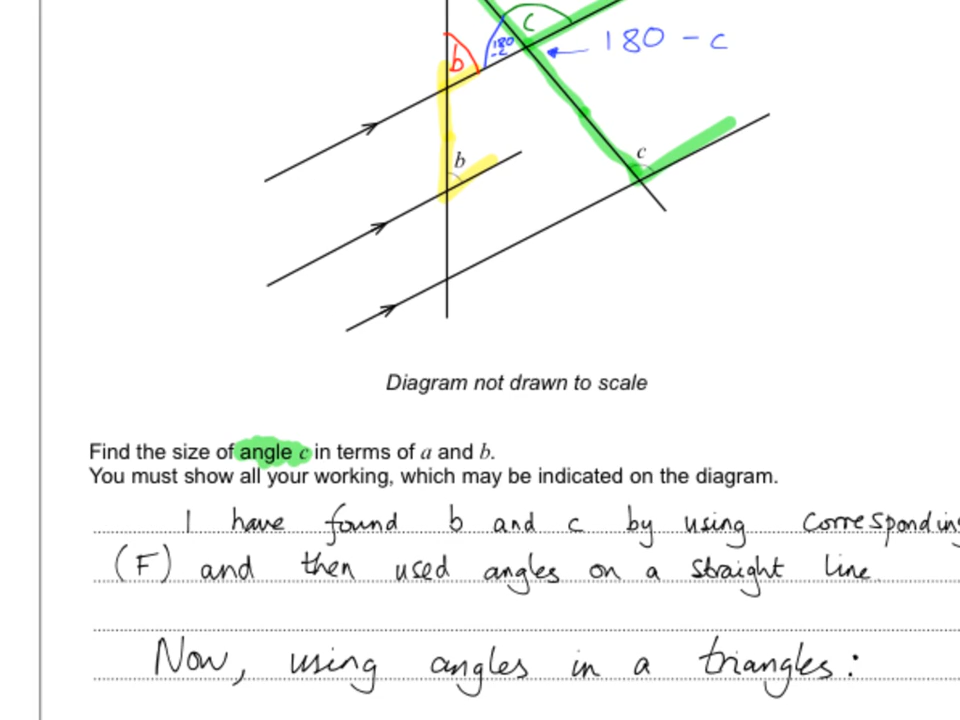 c
180
-c
180 - c
b
b
c
Diagram not drawn to scale
Find the size of angle c in terms of a and b.
You must show all your working, which may be indicated on the diagram.
I have found b and c by using corresponding
(F) and then used angles on a straight line
Now, using angles in a triangles: